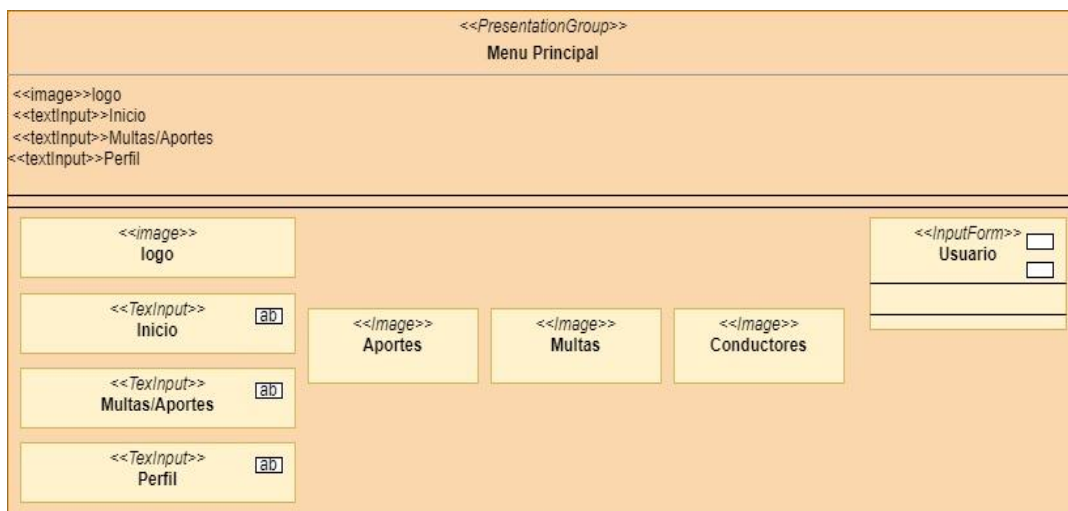 <<PresentationGroup>>
Menu Principal
<<image>>logo
<<textInput>>Inicio
<<textInput>>Multas/Aportes
<<textInput>>Perfil
<<image>>
logo
<<TexInput>>
Inicio
ab
<<TexInput>>
Multas/Aportes
ab
<<TexInput>>
Perfil
ab
<<Image>>
Aportes
<<Image>>
Multas
<<Image>>
Conductores
<<InputForm>>
Usuario